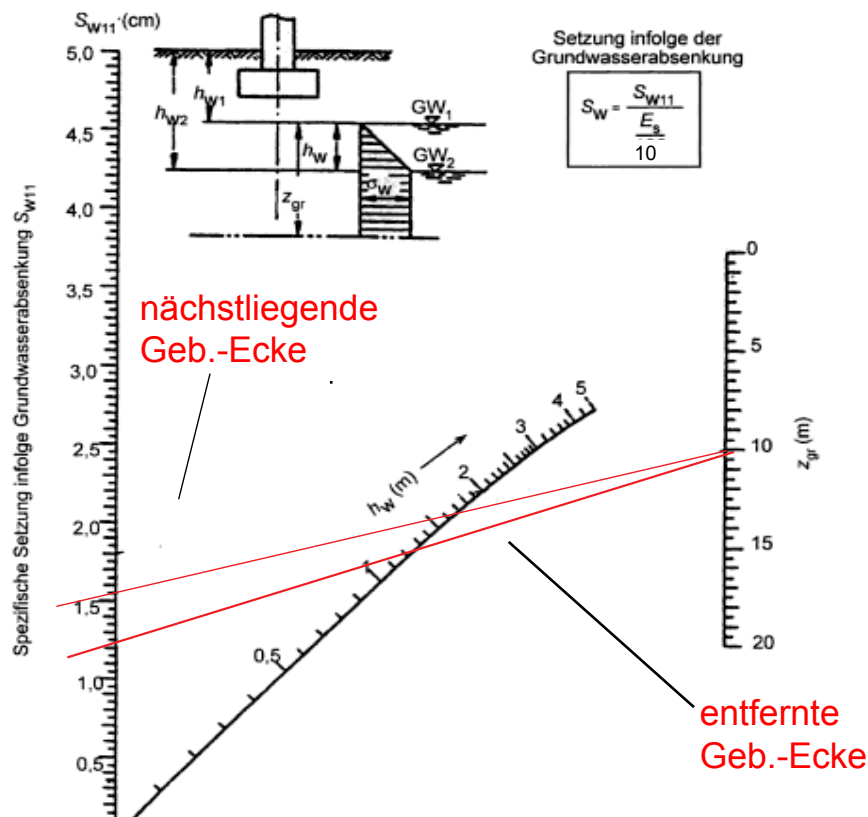 S_W11·(cm)
Setzung infolge der
Grundwasserabsenkung
S_W = S_W11
E_s
10
h_W1
h_W2
GW₁
h_W
GW₂
σ_W
z_gr
Spezifische Setzung infolge Grundwasserabsenkung S_W11
5,0
4,5
4,0
3,5
3,0
2,5
2,0
1,5
1,0
0,5
nächstliegende
Geb.-Ecke
h_W (m)
0,5
1
2
3
4
5
0
5
10
15
20
z_gr (m)
entfernte
Geb.-Ecke